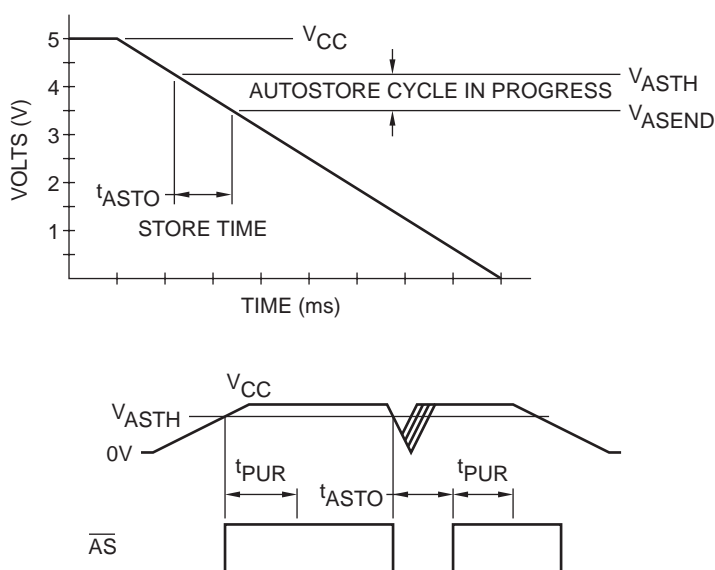 VOLTS (V)
5
4
3
2
1
VCC
VASTH
AUTOSTORE CYCLE IN PROGRESS
VASEND
tASTO
STORE TIME
TIME (ms)
VCC
VASTH
0V
tPUR
tASTO
tPUR
A̅S̅